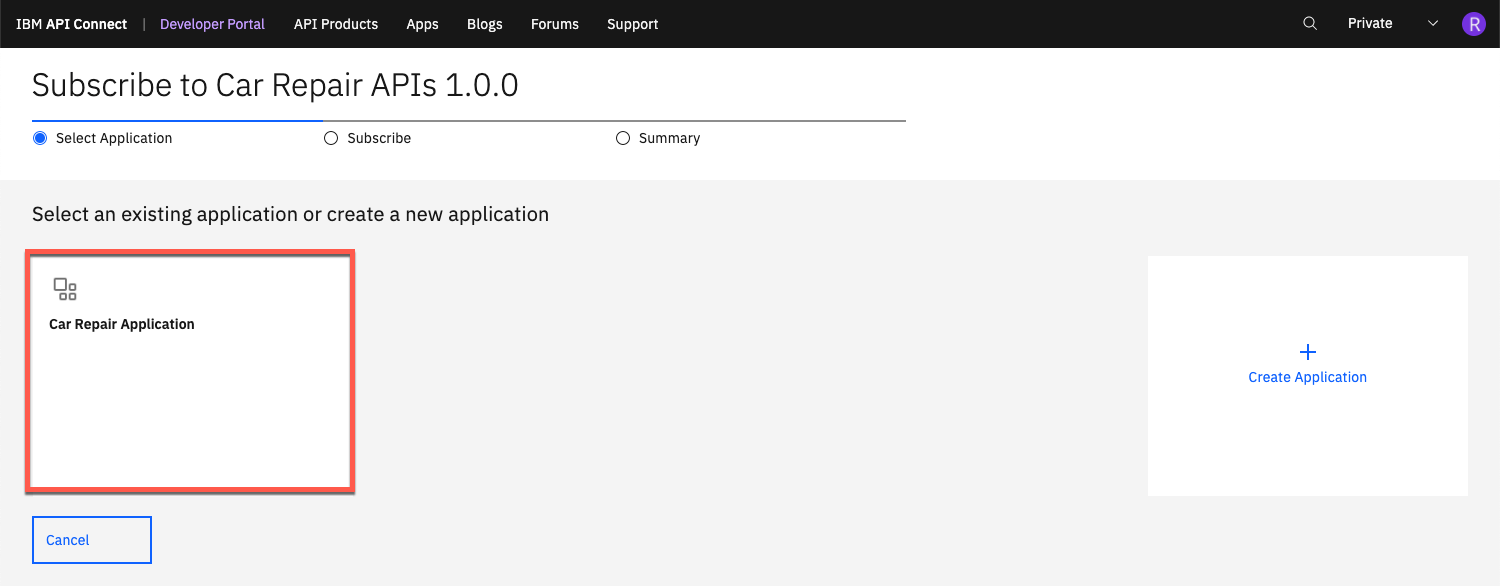 IBM API Connect | Developer Portal API Products Apps Blogs Forums Support Private R
Subscribe to Car Repair APIs 1.0.0
Select Application Subscribe Summary
Select an existing application or create a new application
Car Repair Application
Create Application
Cancel